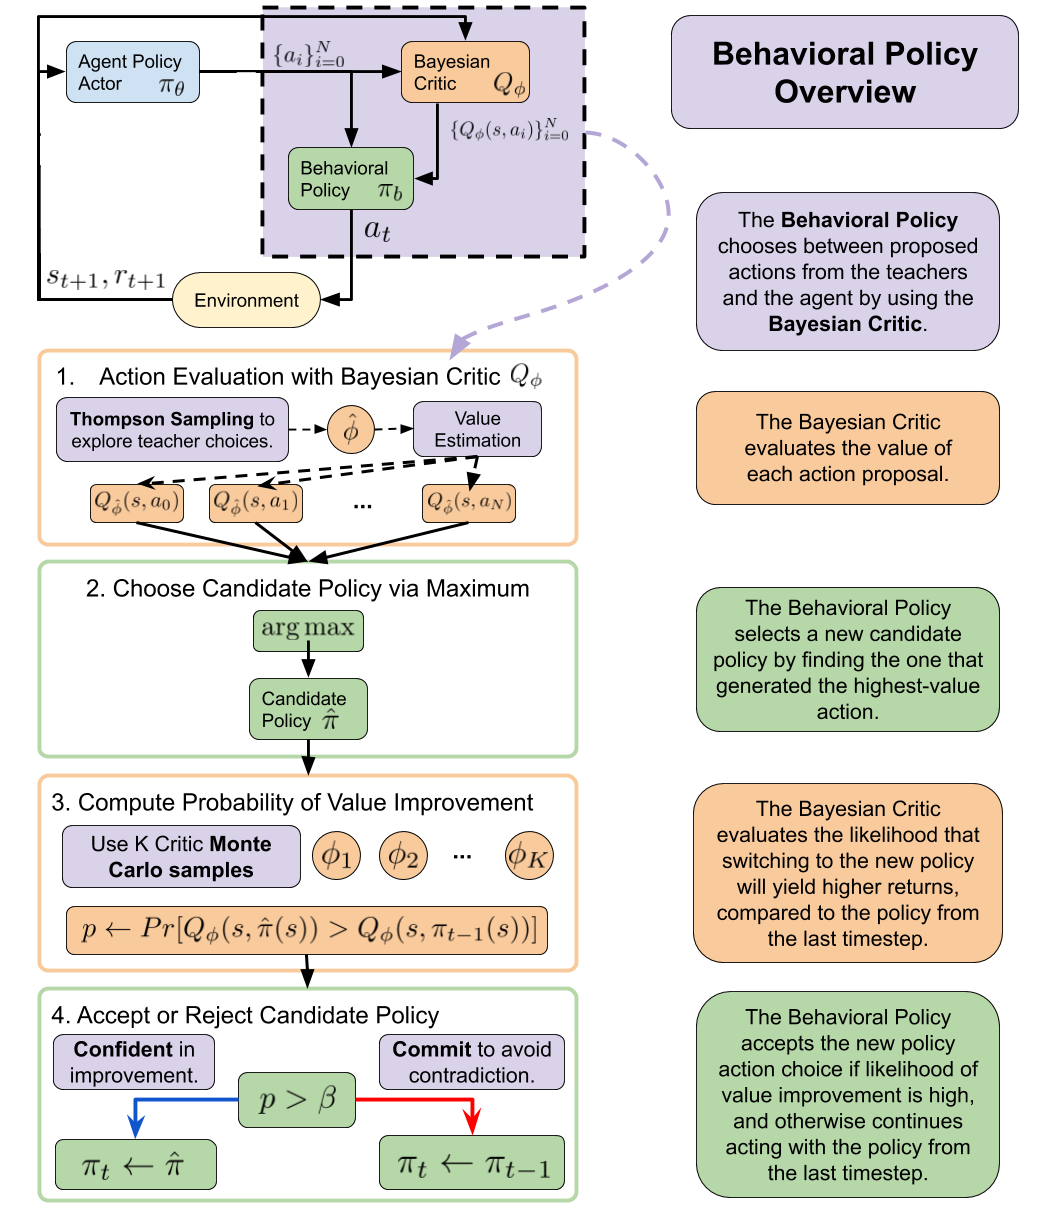 Behavioral Policy
Overview
Agent Policy
Actor $\pi_\theta$
$\{a_i\}_{i=0}^N$
Bayesian
Critic $Q_\phi$
$\{Q_\phi(s, a_i)\}_{i=0}^N$
Behavioral
Policy $\pi_b$
$a_t$
$s_{t+1}, r_{t+1}$
Environment
The Behavioral Policy
chooses between proposed
actions from the teachers
and the agent by using the
Bayesian Critic.
1. Action Evaluation with Bayesian Critic $Q_\phi$
Thompson Sampling to
explore teacher choices.
$\hat{\phi}$
Value
Estimation
$Q_{\hat{\phi}}(s, a_0)$
$Q_{\hat{\phi}}(s, a_1)$
...
$Q_{\hat{\phi}}(s, a_N)$
The Bayesian Critic
evaluates the value of
each action proposal.
2. Choose Candidate Policy via Maximum
arg max
Candidate
Policy $\hat{\pi}$
The Behavioral Policy
selects a new candidate
policy by finding the one that
generated the highest-value
action.
3. Compute Probability of Value Improvement
Use K Critic Monte
Carlo samples
$\phi_1$
$\phi_2$
...
$\phi_K$
$p \leftarrow Pr[Q_\phi(s, \hat{\pi}(s)) > Q_\phi(s, \pi_{t-1}(s))]$
The Bayesian Critic
evaluates the likelihood that
switching to the new policy
will yield higher returns,
compared to the policy from
the last timestep.
4. Accept or Reject Candidate Policy
Confident in
improvement.
Commit to avoid
contradiction.
$p > \beta$
$\pi_t \leftarrow \hat{\pi}$
$\pi_t \leftarrow \pi_{t-1}$
The Behavioral Policy
accepts the new policy
action choice if likelihood of
value improvement is high,
and otherwise continues
acting with the policy from
the last timestep.